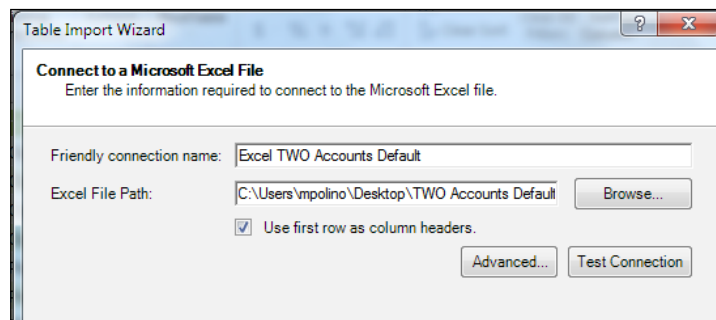 Table Import Wizard
?
X
Connect to a Microsoft Excel File
Enter the information required to connect to the Microsoft Excel file.
Friendly connection name: Excel TWO Accounts Default
Excel File Path: C:\Users\mpolino\Desktop\TWO Accounts Default Browse...
Use first row as column headers.
Advanced... Test Connection